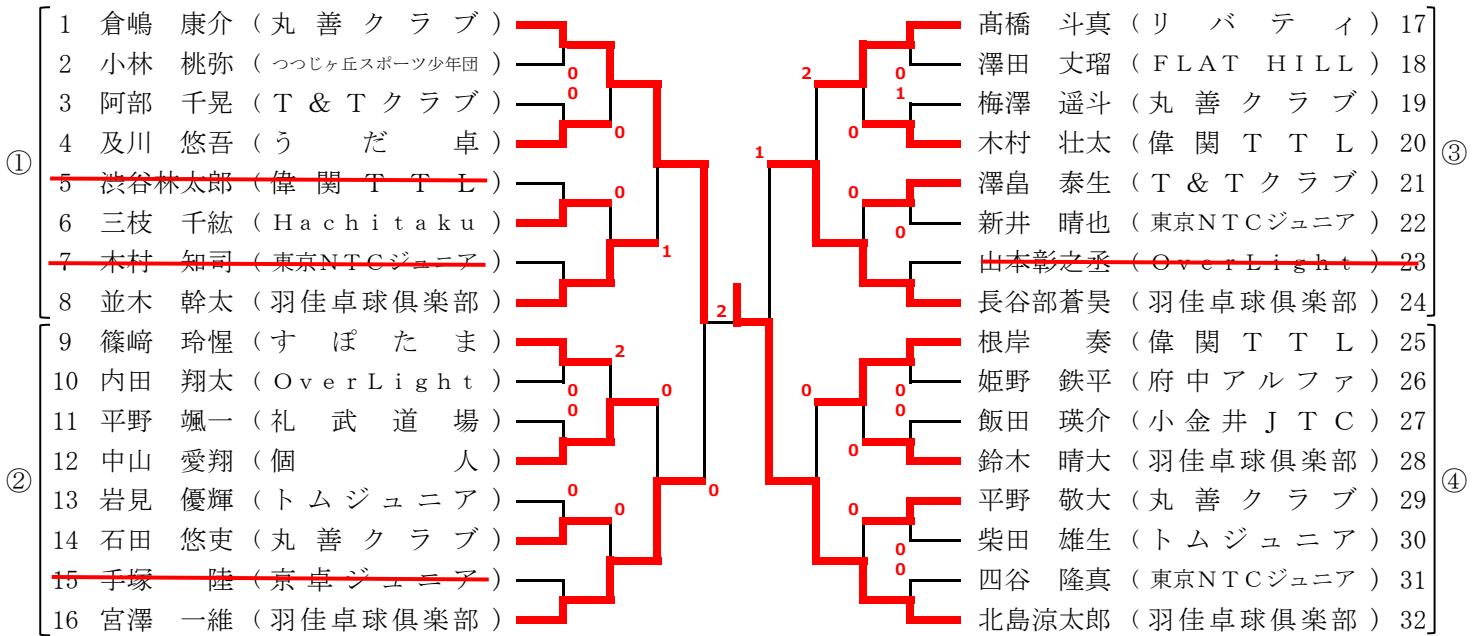 1 倉嶋 康介 (丸善クラブ)
2 小林 桃弥 (つつじヶ丘スポーツ少年団)
0
3 阿部 千晃 (T&Tクラブ)
0
0
4 及川 悠吾 (うだ卓)
①
5 渋谷林太郎 (偉関TTL)
0
6 三枝 千紘 (Hachitaku)
7 木村 知司 (東京NTCジュニア)
1
8 並木 幹太 (羽佳卓球倶楽部)
9 篠﨑 玲惺 (すぽたま)
2
10 内田 翔太 (OverLight)
0
0
11 平野 颯一 (礼武道場)
0
12 中山 愛翔 (個人)
②
13 岩見 優輝 (トムジュニア)
0
0
14 石田 悠吏 (丸善クラブ)
0
15 手塚 陸 (京卓ジュニア)
16 宮澤 一維 (羽佳卓球倶楽部)
2
1
髙橋 斗真 (リバティ) 17
2
澤田 丈瑠 (FLAT HILL) 18
0
梅澤 遥斗 (丸善クラブ) 19
1
0
木村 壮太 (偉関TTL) 20
③
澤畠 泰生 (T&Tクラブ) 21
新井 晴也 (東京NTCジュニア) 22
0
山本彰之丞 (OverLight) 23
長谷部蒼昊 (羽佳卓球倶楽部) 24
根岸 奏 (偉関TTL) 25
0
姫野 鉄平 (府中アルファ) 26
0
飯田 瑛介 (小金井JTC) 27
0
0
鈴木 晴大 (羽佳卓球倶楽部) 28
④
平野 敬大 (丸善クラブ) 29
0
柴田 雄生 (トムジュニア) 30
0
四谷 隆真 (東京NTCジュニア) 31
0
北島涼太郎 (羽佳卓球倶楽部) 32